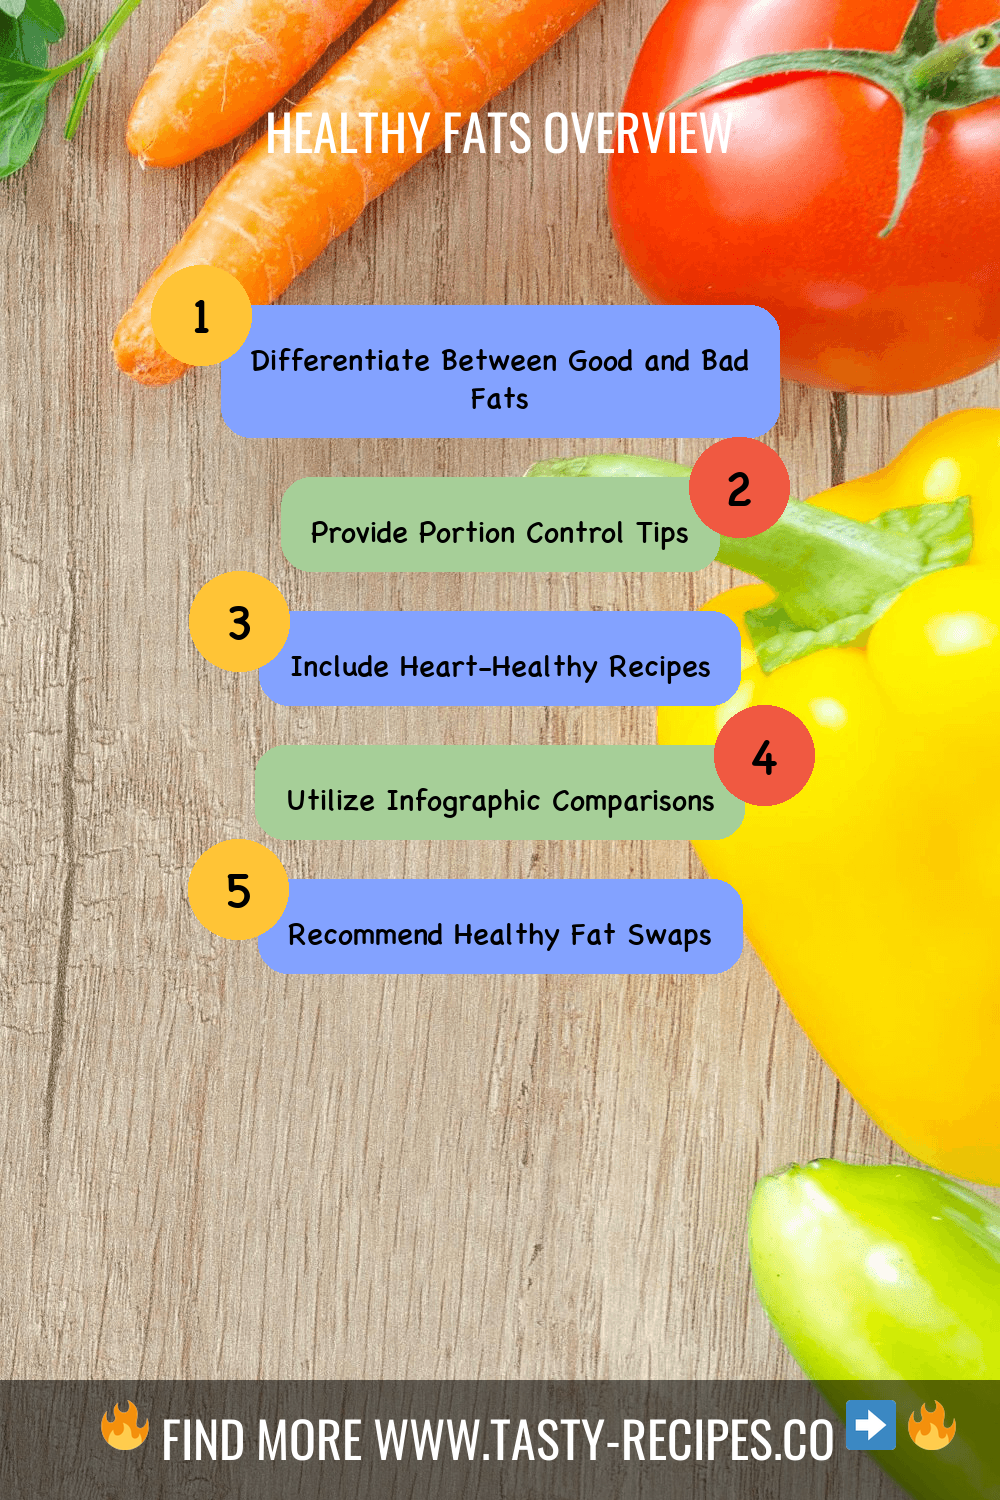 HEALTHY FATS OVERVIEW
1
Differentiate Between Good and Bad
Fats
2
Provide Portion Control Tips
3
Include Heart-Healthy Recipes
4
Utilize Infographic Comparisons
5
Recommend Healthy Fat Swaps
🔥 FIND MORE WWW.TASTY-RECIPES.CO ➡️ 🔥